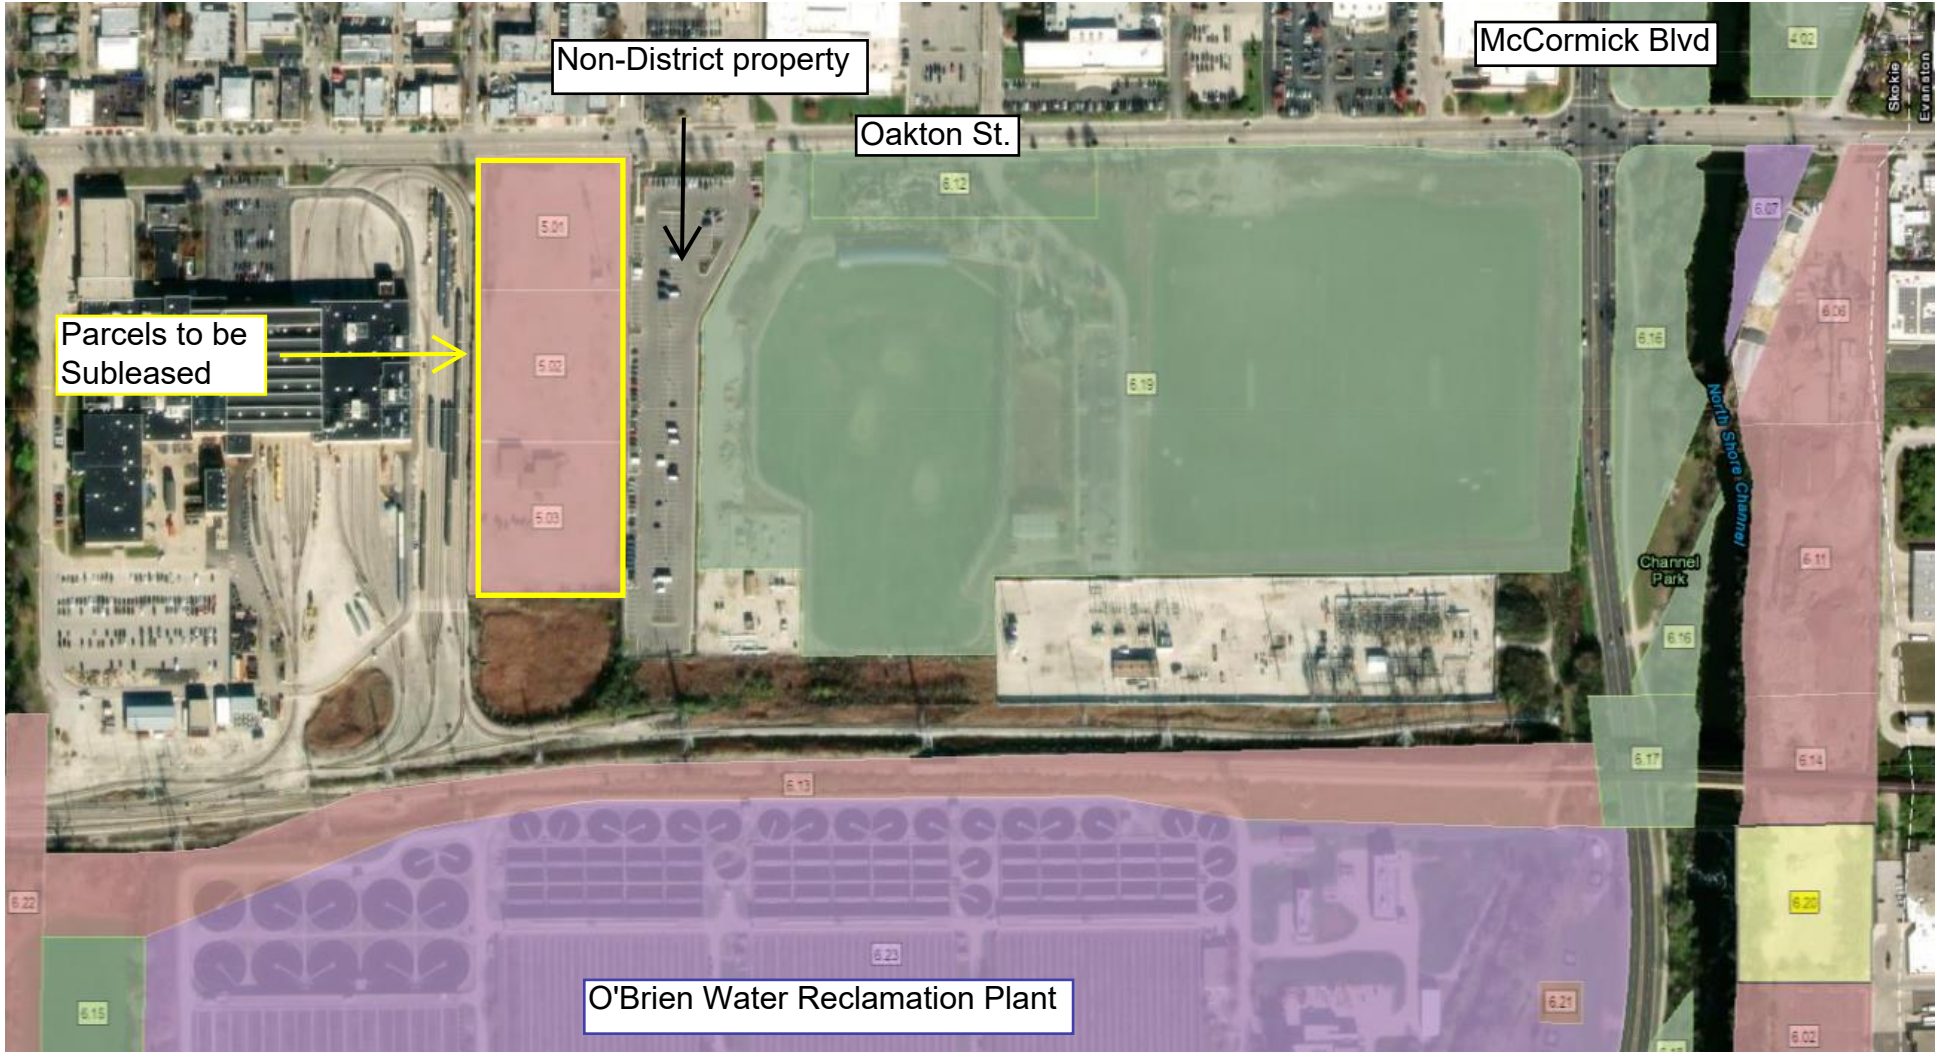 McCormick Blvd
4.02
Skokie
Evanston
Non-District property
Oakton St.
6.12
6.07
5.01
6.06
6.16
Parcels to be
Subleased
5.02
6.19
North Shore Channel
5.03
6.11
Channel
Park
6.16
6.17
6.14
6.13
6.22
6.20
6.23
O'Brien Water Reclamation Plant
6.21
6.15
6.02